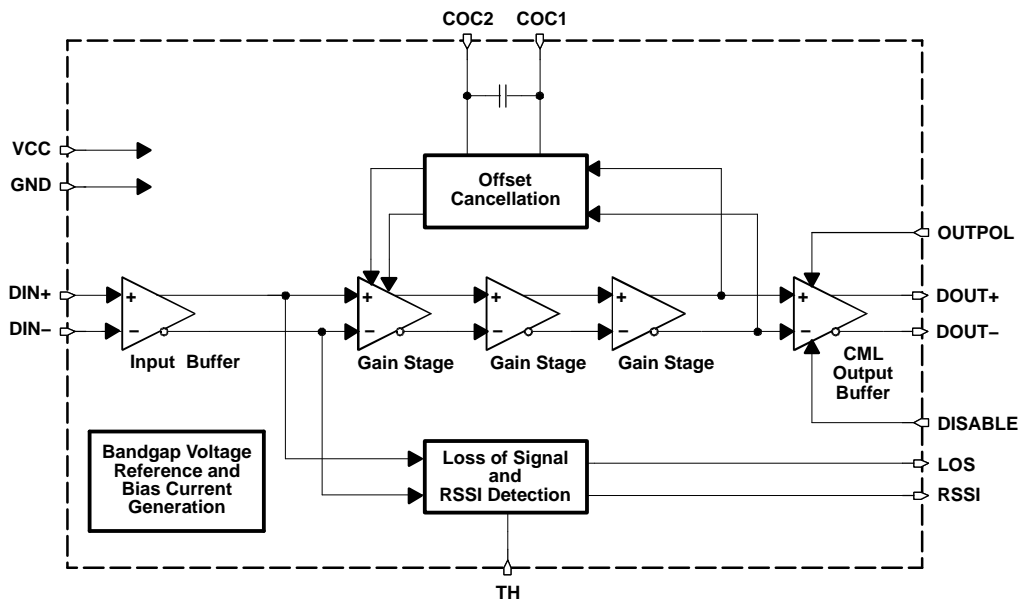 COC2
COC1
VCC
GND
Offset
Cancellation
OUTPOL
DIN+
DIN−
+
−
Input Buffer
+
−
Gain Stage
+
−
Gain Stage
+
−
Gain Stage
+
−
CML
Output
Buffer
DOUT+
DOUT−
DISABLE
Bandgap Voltage
Reference and
Bias Current
Generation
Loss of Signal
and
RSSI Detection
LOS
RSSI
TH